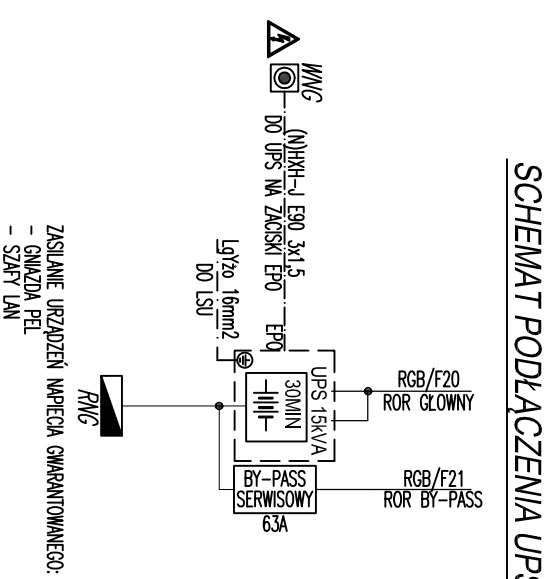 SCHEMAT PODŁĄCZENIA UPS
RGB/F20
ROR GŁOWNY
RGB/F21
ROR BY-PASS
WNG
(N)HXH-J E90 3x1,5
DO UPS NA ZACISKI EPO
EPO
UPS 15kVA
30MIN
BY-PASS
SERWISOWY
63A
LgYżo 16mm2
DO LSU
RNG
ZASILANIE URZĄDZEŃ NAPIĘCIA GWARANTOWANEGO:
- GNIAZDA PEL
- SZAFY LAN